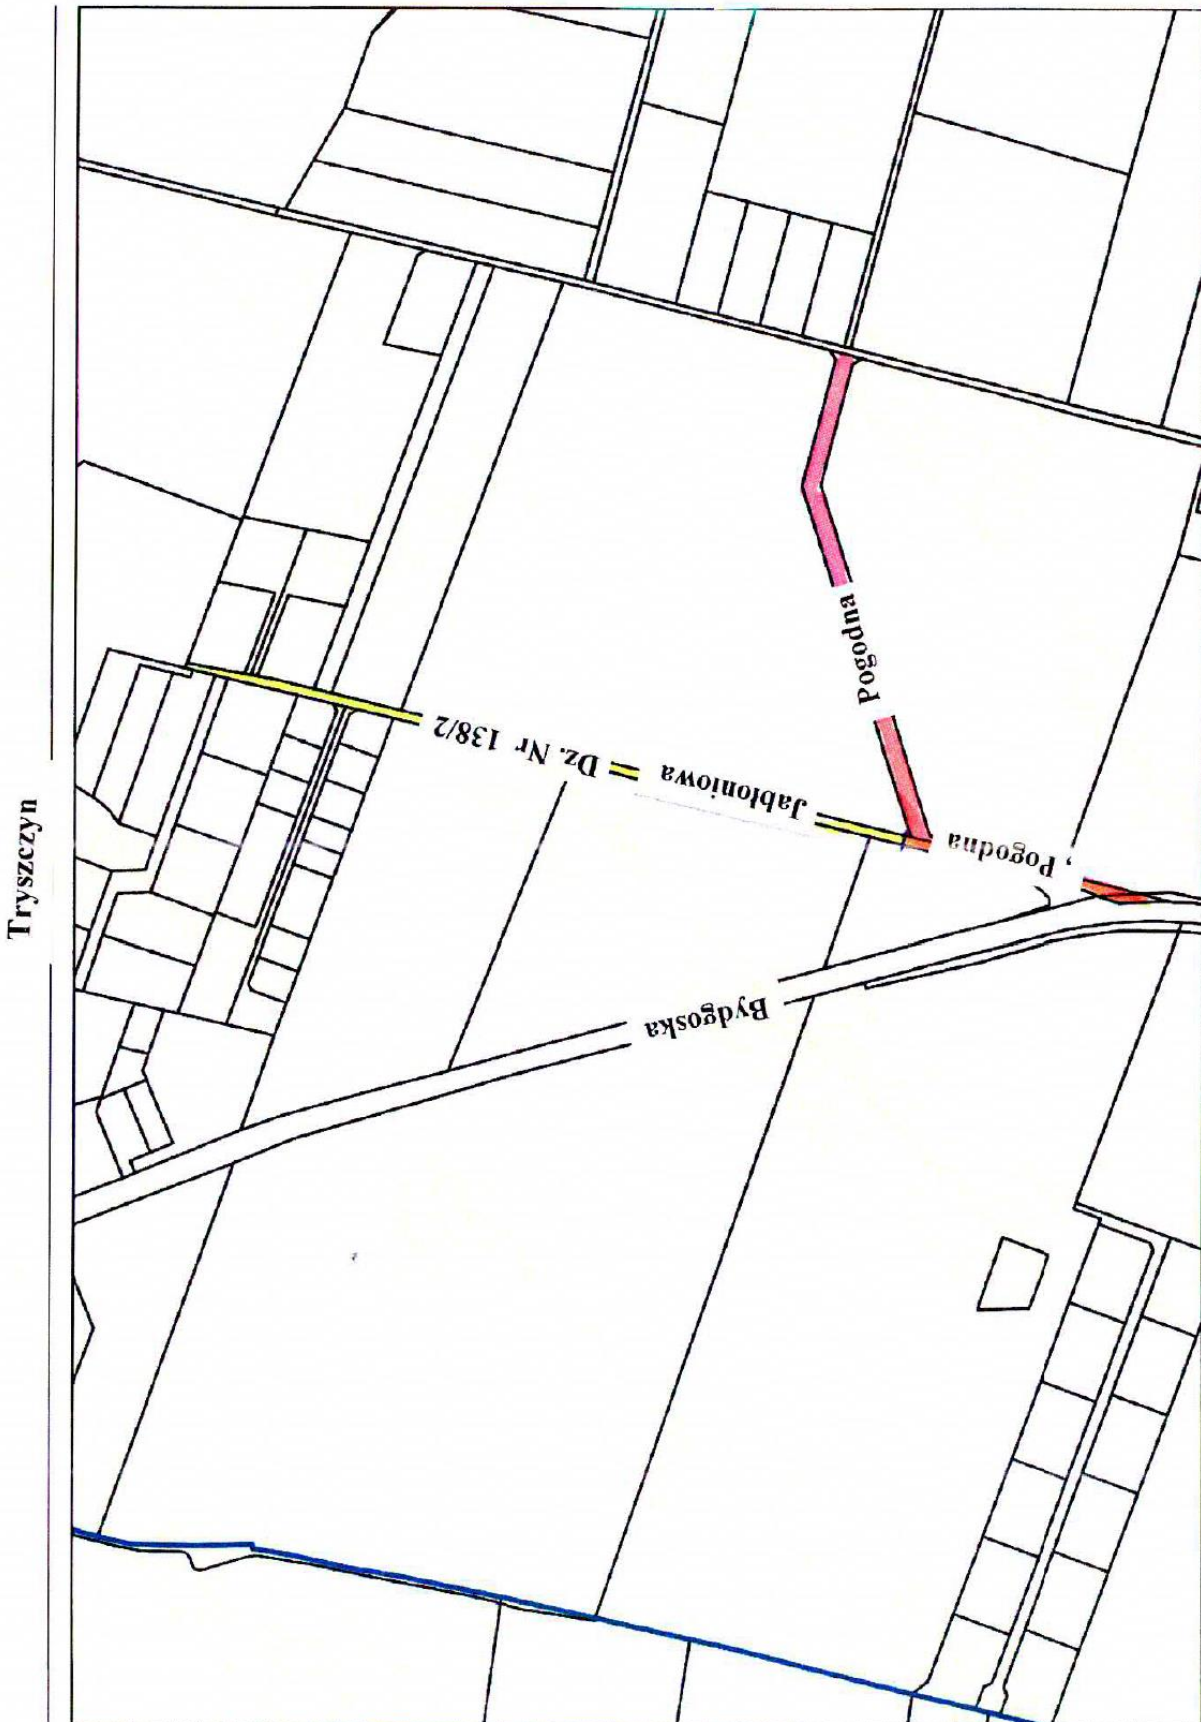 Tryszczyn
Pogodna
Dz. Nr 138/2
Jabłoniowa
Pogodna ,
Bydgoska